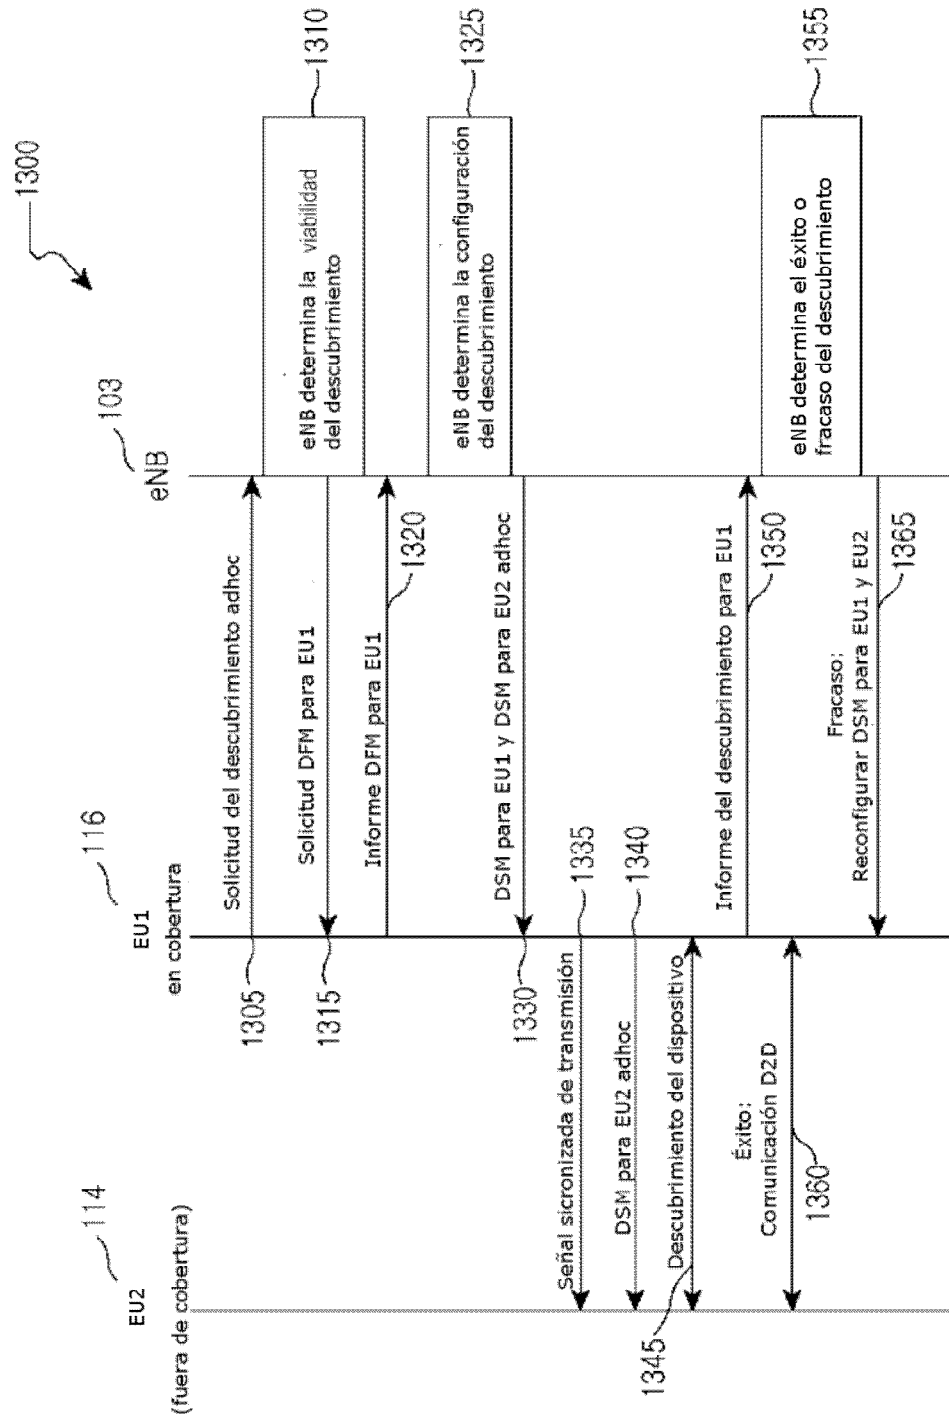 1300
EU2
(fuera de cobertura)
114
EU1
en cobertura
116
eNB
103
Solicitud del descubrimiento adhoc
1305
eNB determina la viabilidad
del descubrimiento
1310
Solicitud DFM para EU1
1315
Informe DFM para EU1
1320
eNB determina la configuración
del descubrimiento
1325
DSM para EU1 y DSM para EU2 adhoc
1330
Señal sicronizada de transmisión
1335
DSM para EU2 adhoc
1340
Descubrimiento del dispositivo
1345
Informe del descubrimiento para EU1
1350
eNB determina el éxito o
fracaso del descubrimiento
1355
Éxito:
Comunicación D2D
1360
Fracaso:
Reconfigurar DSM para EU1 y EU2
1365